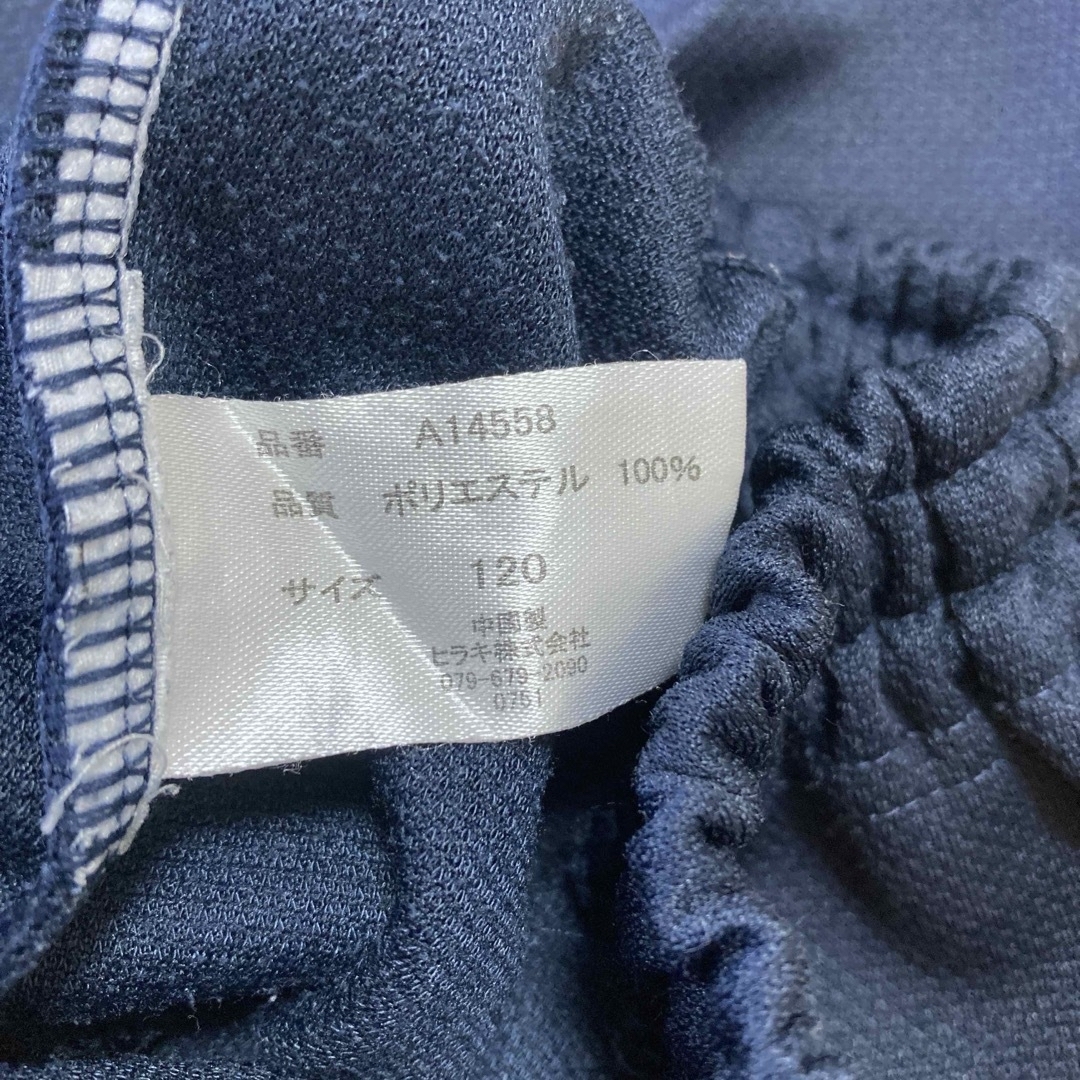 品番 A14558
品質 ポリエステル 100%
サイズ 120
中国製
ヒラキ株式会社
079-679-2090
0761